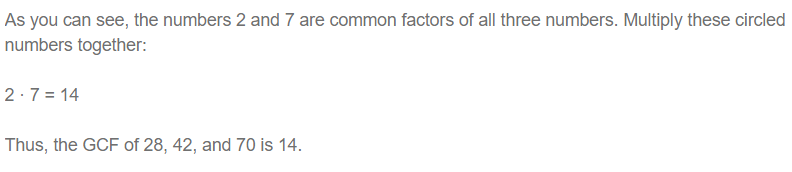 As you can see, the numbers 2 and 7 are common factors of all three numbers. Multiply these circled
numbers together:
2 · 7 = 14
Thus, the GCF of 28, 42, and 70 is 14.